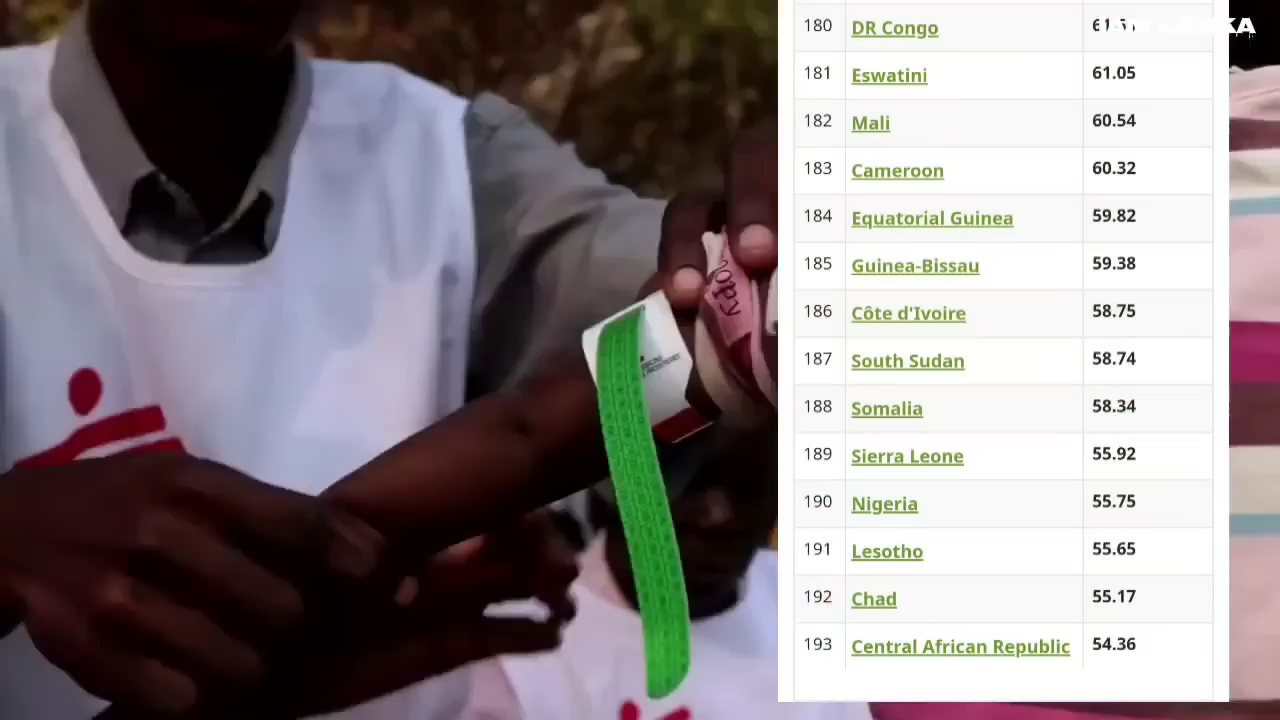 180 DR Congo
181 Eswatini 61.05
182 Mali 60.54
183 Cameroon 60.32
184 Equatorial Guinea 59.82
185 Guinea-Bissau 59.38
186 Côte d'Ivoire 58.75
187 South Sudan 58.74
188 Somalia 58.34
189 Sierra Leone 55.92
190 Nigeria 55.75
191 Lesotho 55.65
192 Chad 55.17
193 Central African Republic 54.36